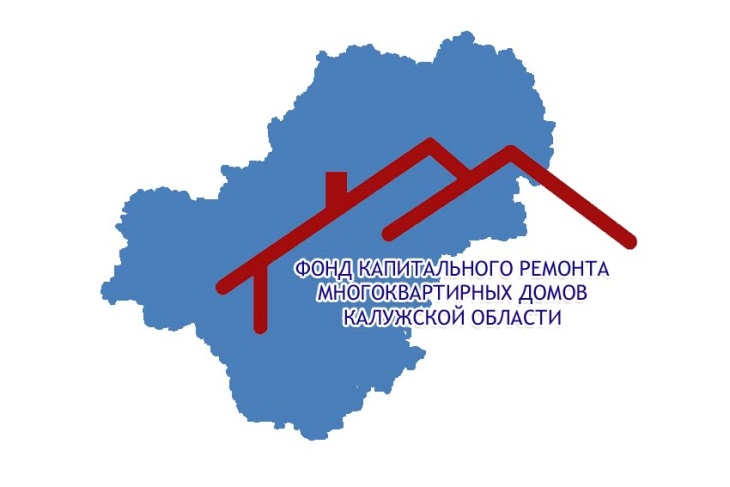 ФОНД КАПИТАЛЬНОГО РЕМОНТА
МНОГОКВАРТИРНЫХ ДОМОВ
КАЛУЖСКОЙ ОБЛАСТИ